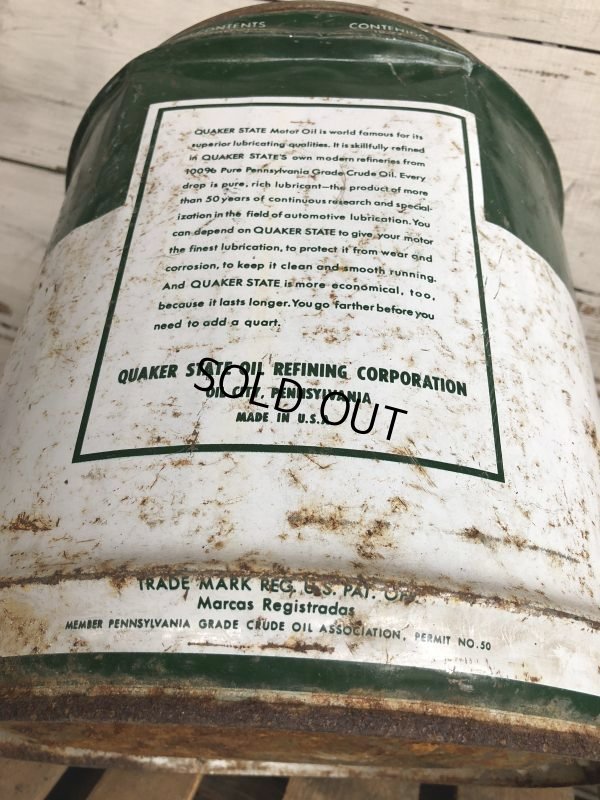 CONTENTS CONTENIDO
QUAKER STATE Motor Oil is world famous for its
superior lubricating qualities. It is skillfully refined
in QUAKER STATE'S own modern refineries from
100% Pure Pennsylvania Grade Crude Oil. Every
drop is pure, rich lubricant—the product of more
than 50 years of continuous research and special-
ization in the field of automotive lubrication. You
can depend on QUAKER STATE to give your motor
the finest lubrication, to protect it from wear and
corrosion, to keep it clean and smooth running.
And QUAKER STATE is more economical, too,
because it lasts longer. You go farther before you
need to add a quart.
QUAKER STATE OIL REFINING CORPORATION
OIL CITY, PENNSYLVANIA
MADE IN U.S.A.
SOLD OUT
TRADE MARK REG. U.S. PAT. OFF.
Marcas Registradas
MEMBER PENNSYLVANIA GRADE CRUDE OIL ASSOCIATION, PERMIT NO. 50